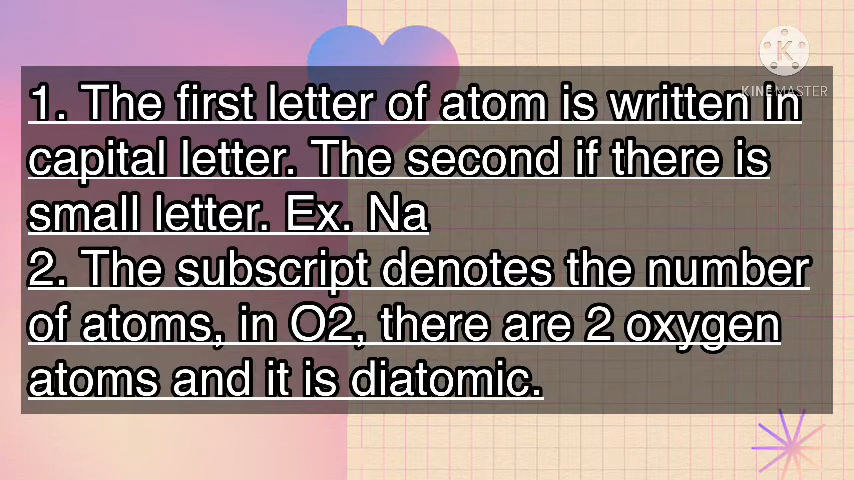 1. The first letter of atom is written in
capital letter. The second if there is
small letter. Ex. Na
2. The subscript denotes the number
of atoms, in O2, there are 2 oxygen
atoms and it is diatomic.
K
KINEMASTER